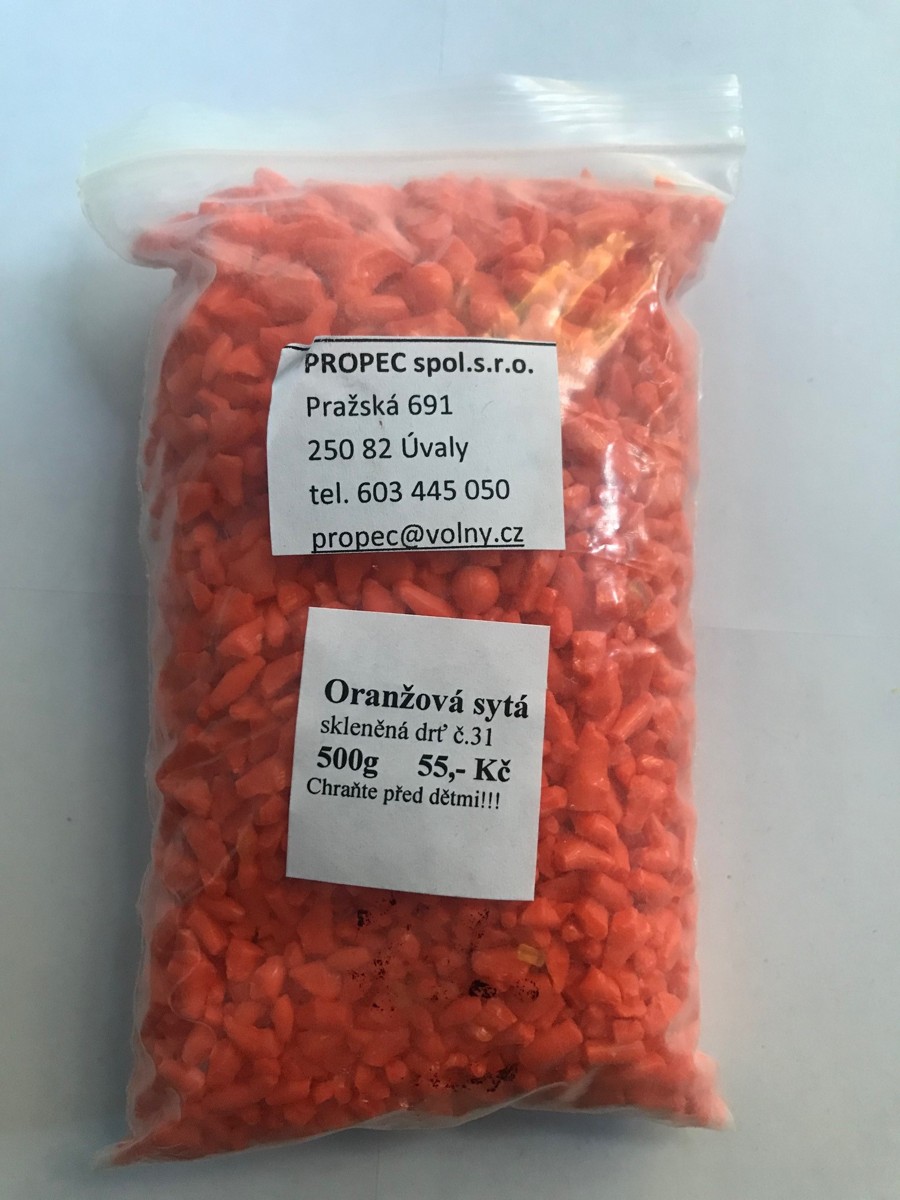 PROPEC spol.s.r.o.
Pražská 691
250 82 Úvaly
tel. 603 445 050
propec@volny.cz
Oranžová sytá
skleněná drť č.31
500g 55,- Kč
Chraňte před dětmi!!!